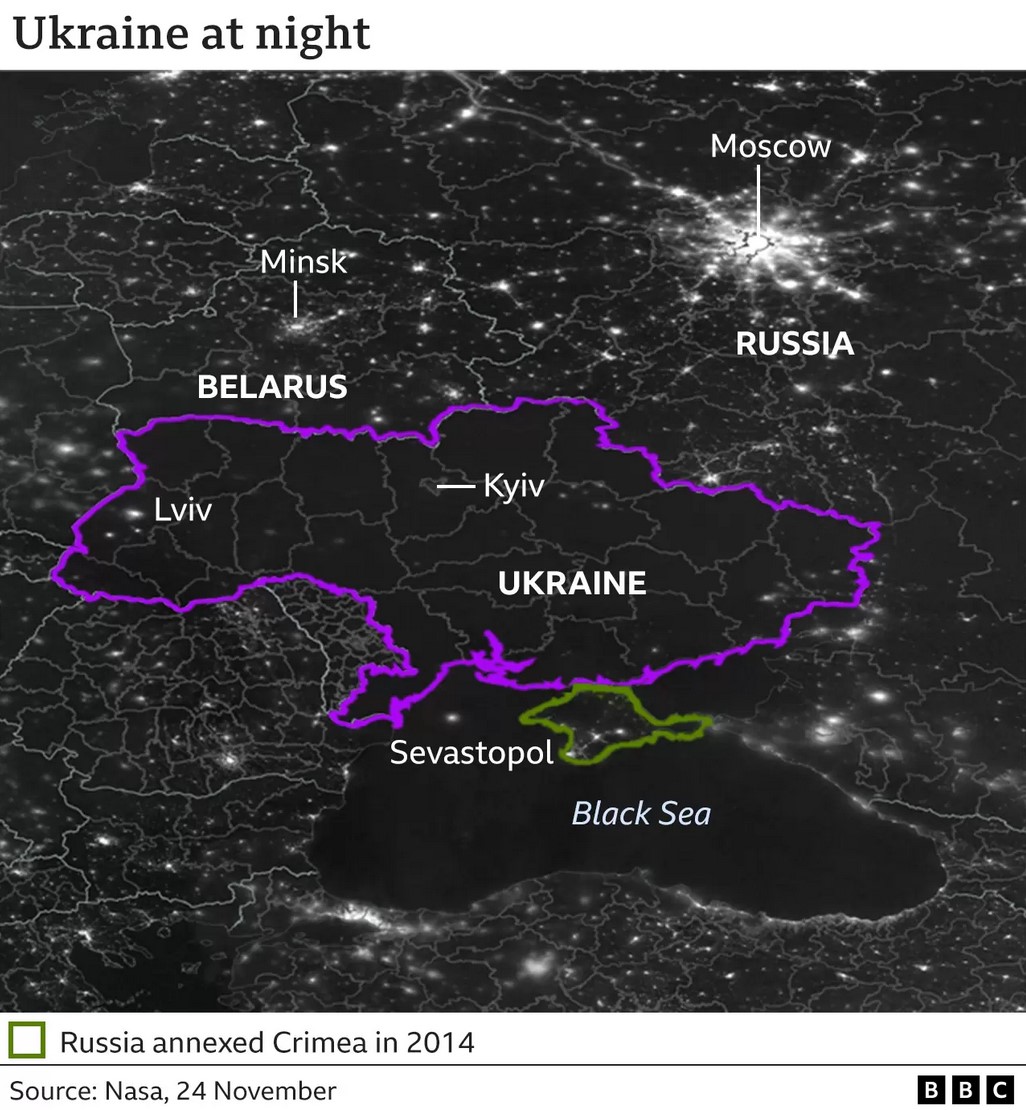 Ukraine at night
Moscow
Minsk
RUSSIA
BELARUS
Kyiv
Lviv
UKRAINE
Sevastopol
Black Sea
Russia annexed Crimea in 2014
Source: Nasa, 24 November
BBC